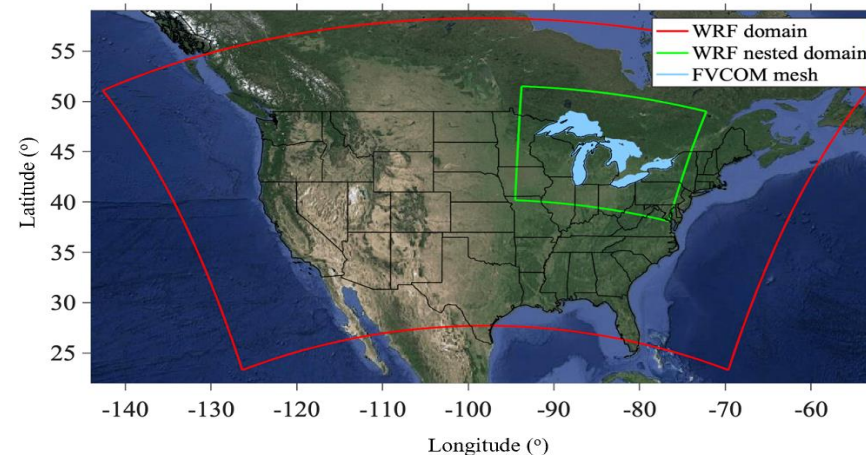 WRF domain
WRF nested domain
FVCOM mesh
55
50
45
40
35
30
25
Latitude (o)
-140 -130 -120 -110 -100 -90 -80 -70 -60
Longitude (o)